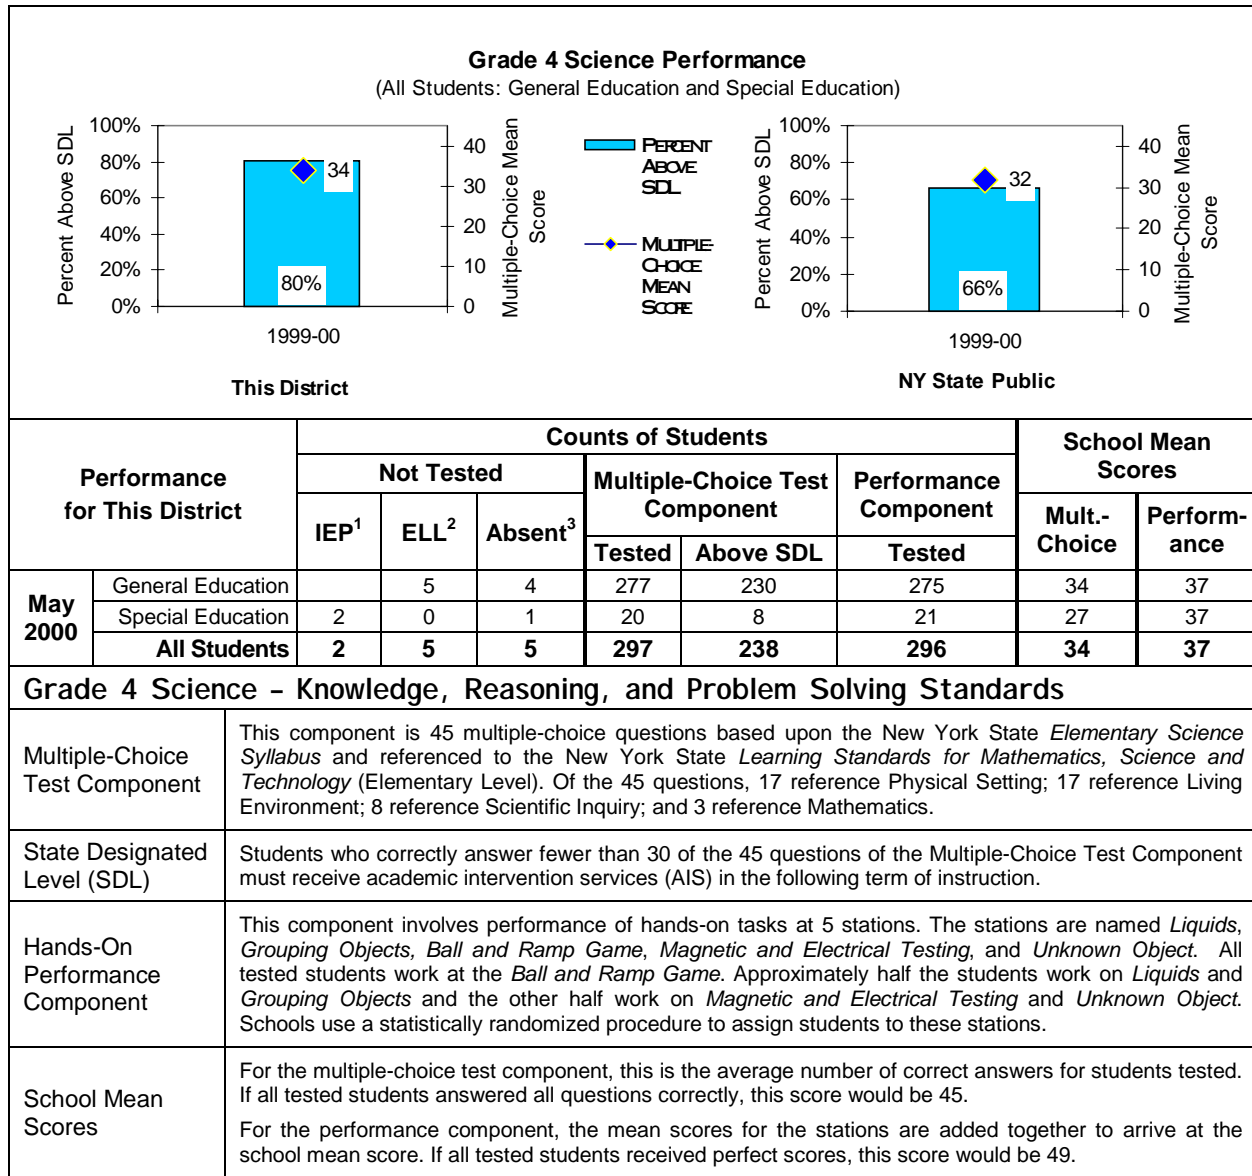 Grade 4 Science Performance
(All Students: General Education and Special Education)
100%
80%
60%
40%
20%
0%
Percent Above SDL
34
80%
1999-00
40
30
20
10
0
Multiple-Choice Mean
Score
This District
PERCENT
ABOVE
SDL
MULTIPLE-
CHOICE
MEAN
SCORE
100%
80%
60%
40%
20%
0%
Percent Above SDL
32
66%
1999-00
40
30
20
10
0
Multiple-Choice Mean
Score
NY State Public
Performance
for This District
Counts of Students
School Mean
Scores
Not Tested
Multiple-Choice Test
Component
Performance
Component
IEP1 ELL2 Absent3
Tested Above SDL Tested
Mult.-
Choice
Perform-
ance
May
2000
General Education 5 4 277 230 275 34 37
Special Education 2 0 1 20 8 21 27 37
All Students 2 5 5 297 238 296 34 37
Grade 4 Science – Knowledge, Reasoning, and Problem Solving Standards
Multiple-Choice
Test Component
This component is 45 multiple-choice questions based upon the New York State Elementary Science
Syllabus and referenced to the New York State Learning Standards for Mathematics, Science and
Technology (Elementary Level). Of the 45 questions, 17 reference Physical Setting; 17 reference Living
Environment; 8 reference Scientific Inquiry; and 3 reference Mathematics.
State Designated
Level (SDL)
Students who correctly answer fewer than 30 of the 45 questions of the Multiple-Choice Test Component
must receive academic intervention services (AIS) in the following term of instruction.
Hands-On
Performance
Component
This component involves performance of hands-on tasks at 5 stations. The stations are named Liquids,
Grouping Objects, Ball and Ramp Game, Magnetic and Electrical Testing, and Unknown Object. All
tested students work at the Ball and Ramp Game. Approximately half the students work on Liquids and
Grouping Objects and the other half work on Magnetic and Electrical Testing and Unknown Object.
Schools use a statistically randomized procedure to assign students to these stations.
School Mean
Scores
For the multiple-choice test component, this is the average number of correct answers for students tested.
If all tested students answered all questions correctly, this score would be 45.
For the performance component, the mean scores for the stations are added together to arrive at the
school mean score. If all tested students received perfect scores, this score would be 49.